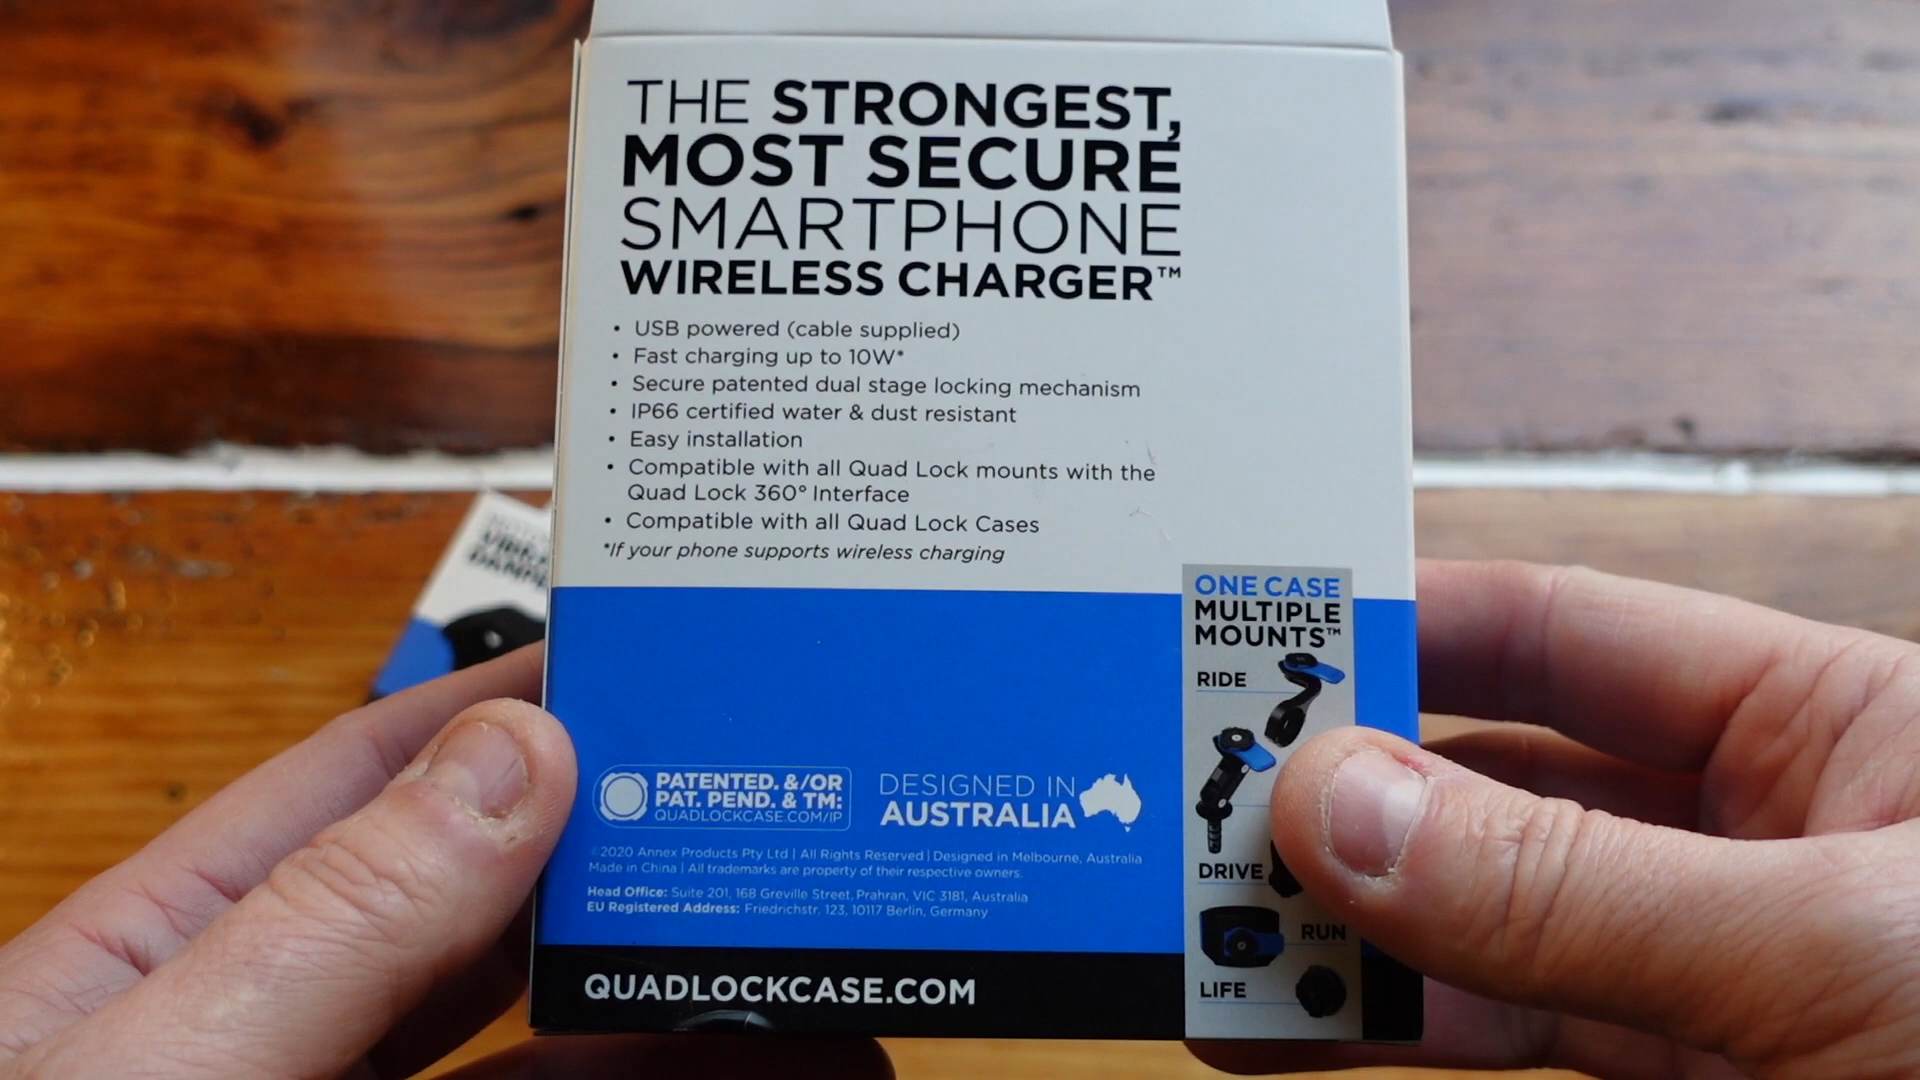 THE STRONGEST,
MOST SECURE
SMARTPHONE
WIRELESS CHARGER™
• USB powered (cable supplied)
• Fast charging up to 10W*
• Secure patented dual stage locking mechanism
• IP66 certified water & dust resistant
• Easy installation
• Compatible with all Quad Lock mounts with the
Quad Lock 360° Interface
• Compatible with all Quad Lock Cases
*If your phone supports wireless charging
ONE CASE
MULTIPLE
MOUNTS™
RIDE
DRIVE
RUN
LIFE
PATENTED. &/OR
PAT. PEND. & TM:
QUADLOCKCASE.COM/IP
DESIGNED IN
AUSTRALIA
©2020 Annex Products Pty Ltd | All Rights Reserved | Designed in Melbourne, Australia
Made in China | All trademarks are property of their respective owners.
Head Office: Suite 201, 168 Greville Street, Prahran, VIC 3181, Australia
EU Registered Address: Friedrichstr. 123, 10117 Berlin, Germany
QUADLOCKCASE.COM